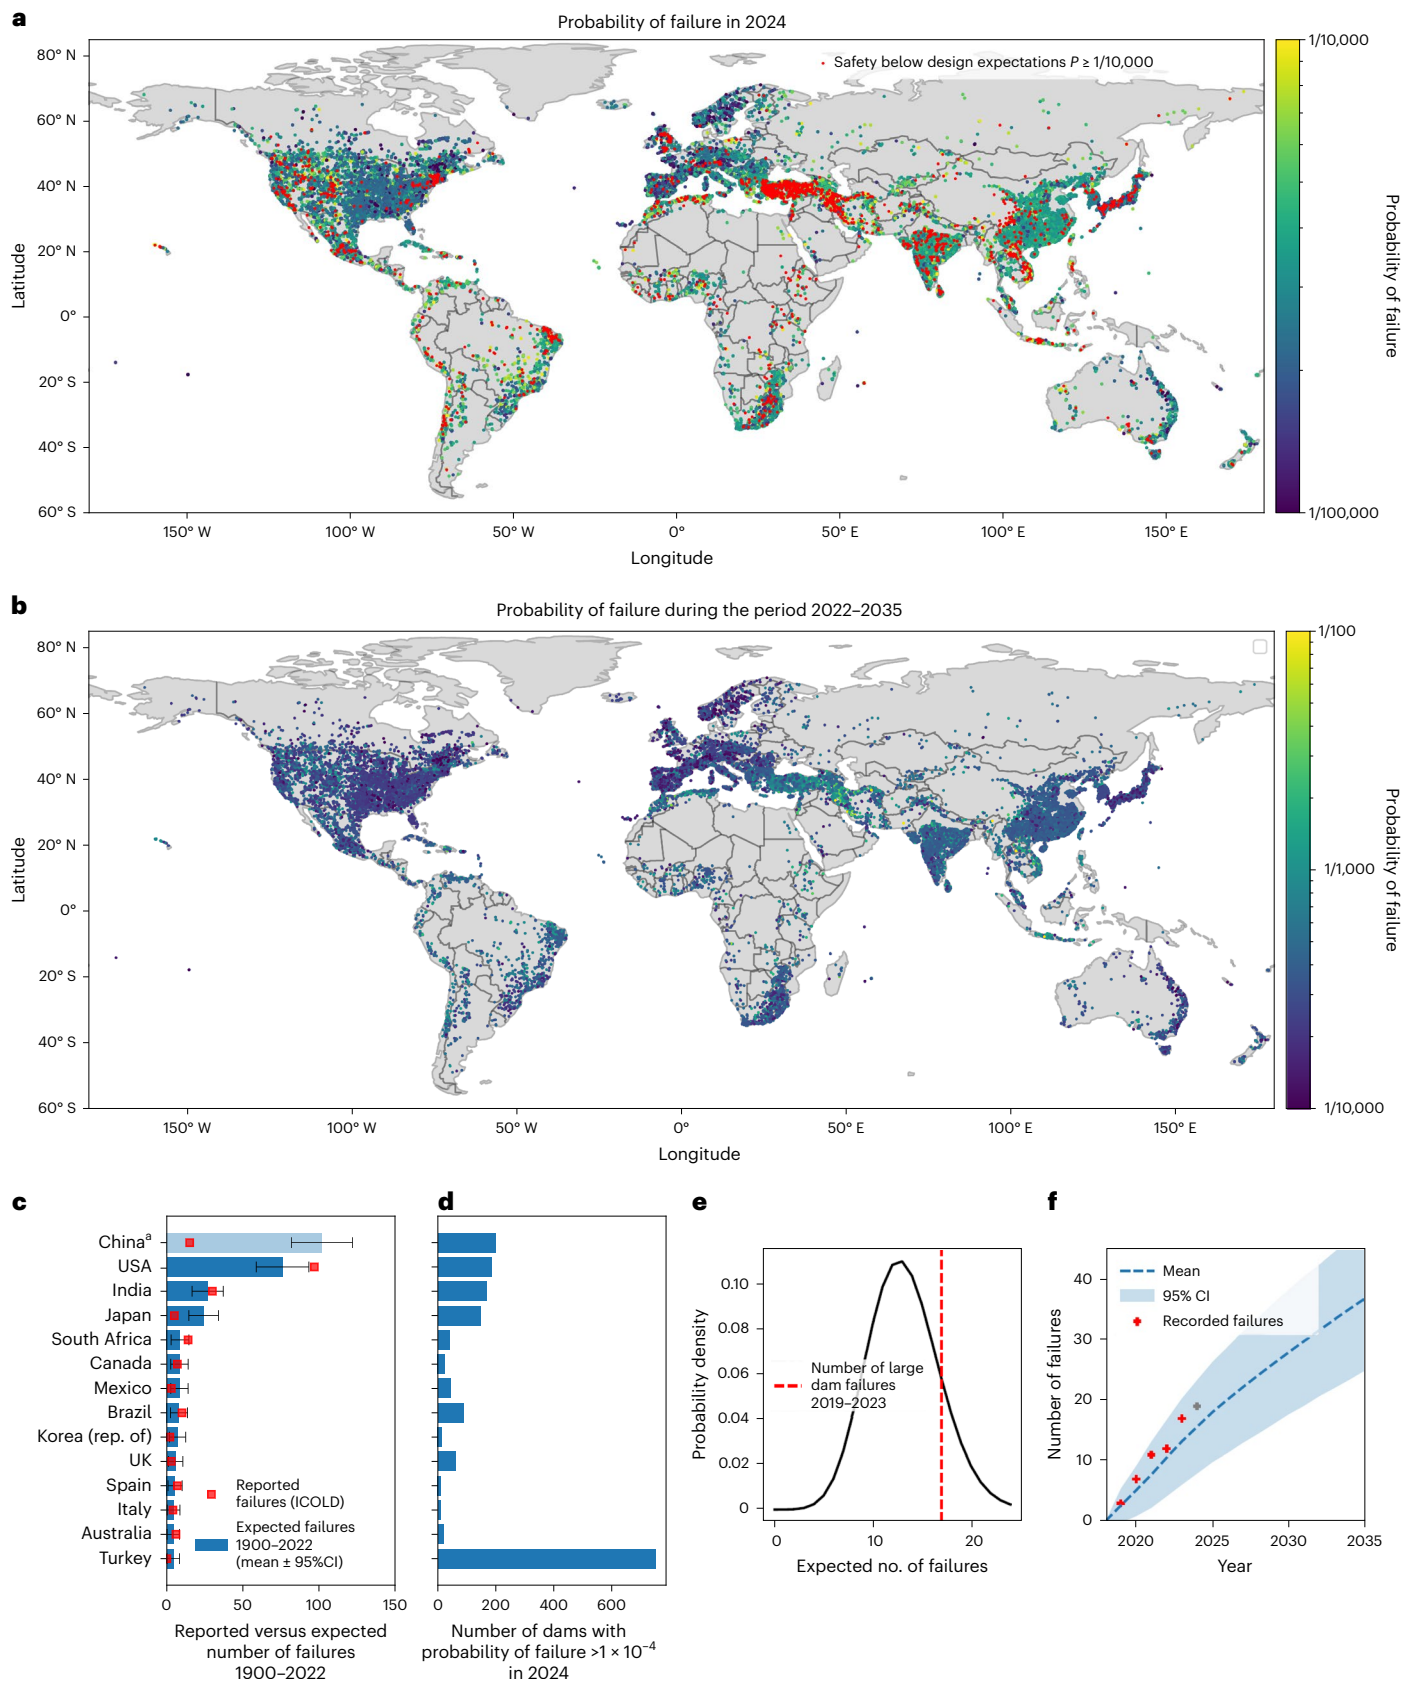 a
Probability of failure in 2024
80° N
60° N
40° N
20° N
0°
20° S
40° S
60° S
Latitude
Safety below design expectations P ≥ 1/10,000
150° W
100° W
50° W
0°
50° E
100° E
150° E
Longitude
1/10,000
1/100,000
Probability of failure
b
Probability of failure during the period 2022–2035
80° N
60° N
40° N
20° N
0°
20° S
40° S
60° S
Latitude
150° W
100° W
50° W
0°
50° E
100° E
150° E
Longitude
1/100
1/1,000
1/10,000
Probability of failure
c
Chinaᵃ
USA
India
Japan
South Africa
Canada
Mexico
Brazil
Korea (rep. of)
UK
Spain
Italy
Australia
Turkey
Reported
failures (ICOLD)
Expected failures
1900–2022
(mean ± 95%CI)
0
50
100
150
Reported versus expected
number of failures
1900–2022
d
0
200
400
600
Number of dams with
probability of failure >1 × 10⁻⁴
in 2024
e
Probability density
0.10
0.08
0.06
0.04
0.02
0
Number of large
dam failures
2019–2023
0
10
20
Expected no. of failures
f
Number of failures
40
30
20
10
0
Mean
95% CI
Recorded failures
2020
2025
2030
2035
Year